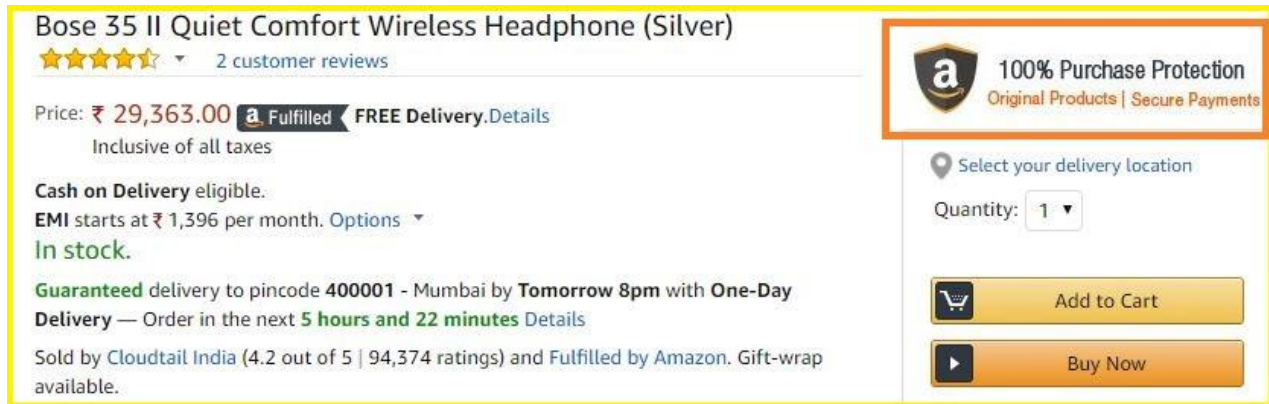 Bose 35 II Quiet Comfort Wireless Headphone (Silver)
2 customer reviews
Price: ₹ 29,363.00 a Fulfilled FREE Delivery.Details
Inclusive of all taxes
Cash on Delivery eligible.
EMI starts at ₹ 1,396 per month. Options
In stock.
Guaranteed delivery to pincode 400001 - Mumbai by Tomorrow 8pm with One-Day
Delivery — Order in the next 5 hours and 22 minutes Details
Sold by Cloudtail India (4.2 out of 5 | 94,374 ratings) and Fulfilled by Amazon. Gift-wrap
available.
a
100% Purchase Protection
Original Products | Secure Payments
Select your delivery location
Quantity: 1
Add to Cart
Buy Now